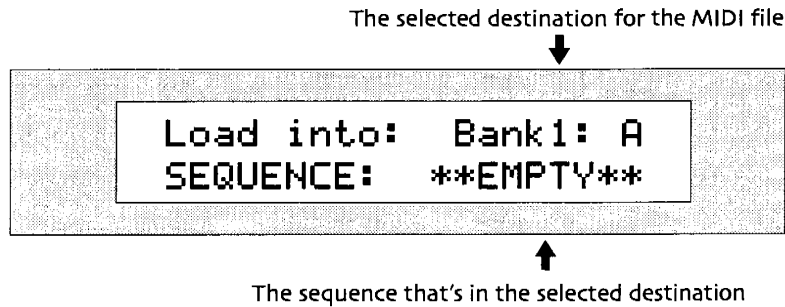 The selected destination for the MIDI file
Load into: Bank1: A
SEQUENCE: **EMPTY**
The sequence that's in the selected destination